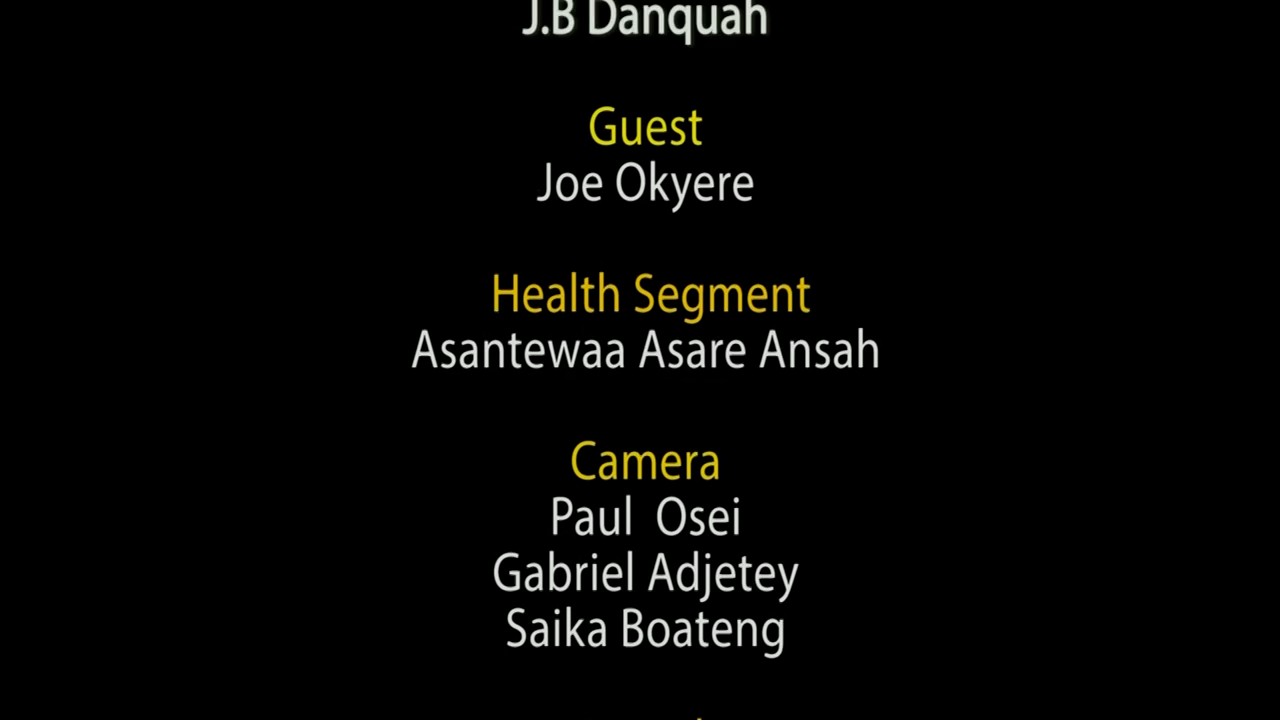 J.B Danquah
Guest
Joe Okyere
Health Segment
Asantewaa Asare Ansah
Camera
Paul  Osei
Gabriel Adjetey
Saika Boateng